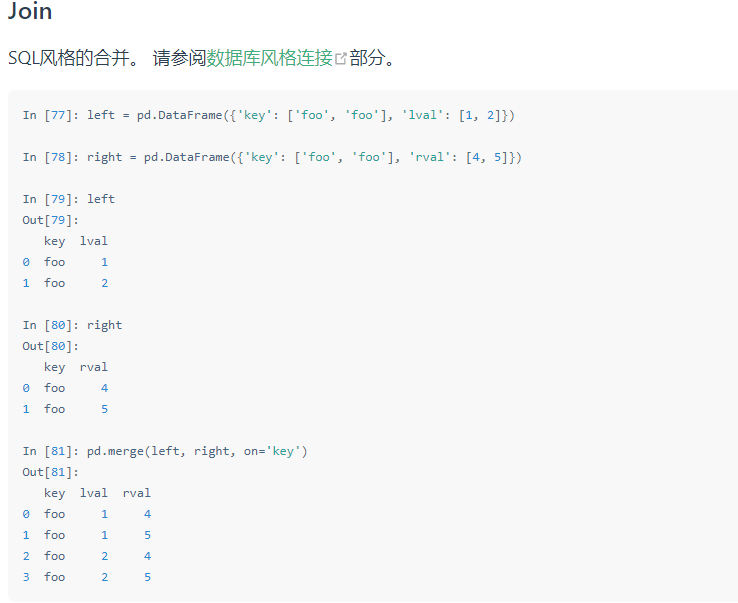 Join
SQL风格的合并。 请参阅数据库风格连接部分。
In [77]: left = pd.DataFrame({'key': ['foo', 'foo'], 'lval': [1, 2]})
In [78]: right = pd.DataFrame({'key': ['foo', 'foo'], 'rval': [4, 5]})
In [79]: left
Out[79]:
   key  lval
0  foo     1
1  foo     2
In [80]: right
Out[80]:
   key  rval
0  foo     4
1  foo     5
In [81]: pd.merge(left, right, on='key')
Out[81]:
   key  lval  rval
0  foo     1     4
1  foo     1     5
2  foo     2     4
3  foo     2     5